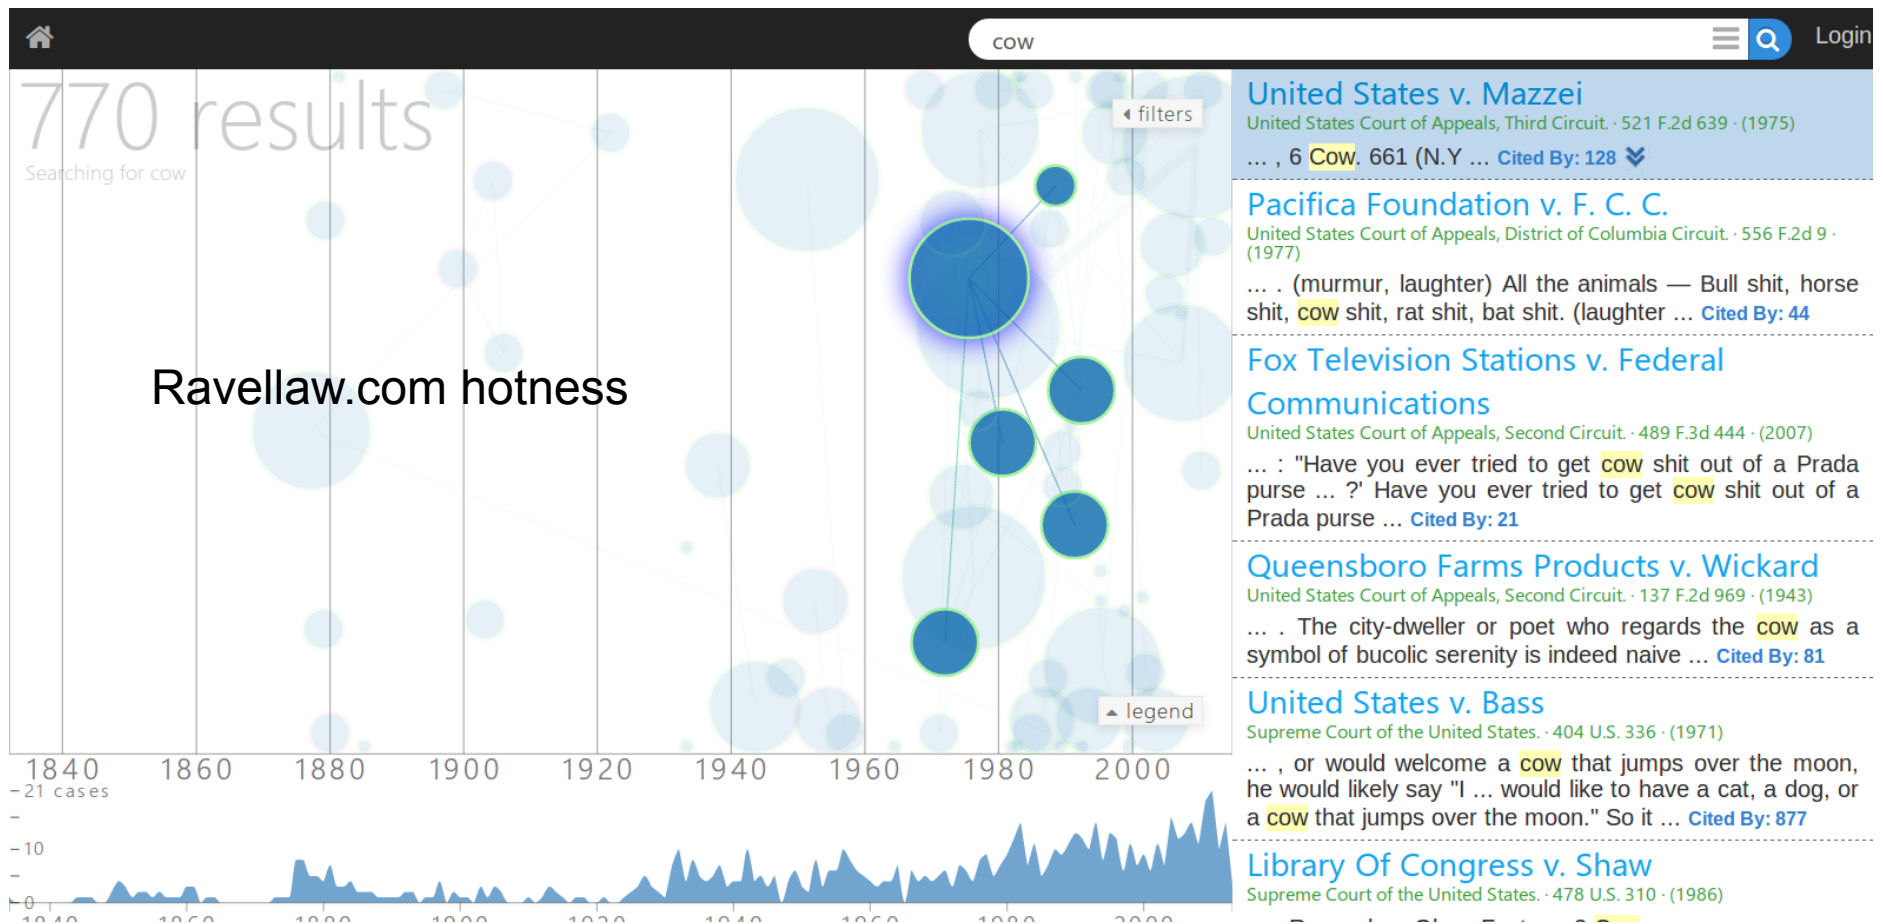 cow
Login
770 results
Searching for cow
filters
Ravellaw.com hotness
legend
1840 1860 1880 1900 1920 1940 1960 1980 2000
21 cases
10
0
1840 1860 1880 1900 1920 1940 1960 1980 2000
United States v. Mazzei
United States Court of Appeals, Third Circuit. · 521 F.2d 639 · (1975)
... , 6 Cow. 661 (N.Y ... Cited By: 128
Pacifica Foundation v. F. C. C.
United States Court of Appeals, District of Columbia Circuit. · 556 F.2d 9 ·
(1977)
... . (murmur, laughter) All the animals — Bull shit, horse
shit, cow shit, rat shit, bat shit. (laughter ... Cited By: 44
Fox Television Stations v. Federal
Communications
United States Court of Appeals, Second Circuit. · 489 F.3d 444 · (2007)
... : "Have you ever tried to get cow shit out of a Prada
purse ... ?' Have you ever tried to get cow shit out of a
Prada purse ... Cited By: 21
Queensboro Farms Products v. Wickard
United States Court of Appeals, Second Circuit. · 137 F.2d 969 · (1943)
... . The city-dweller or poet who regards the cow as a
symbol of bucolic serenity is indeed naive ... Cited By: 81
United States v. Bass
Supreme Court of the United States. · 404 U.S. 336 · (1971)
... , or would welcome a cow that jumps over the moon,
he would likely say "I ... would like to have a cat, a dog, or
a cow that jumps over the moon." So it ... Cited By: 877
Library Of Congress v. Shaw
Supreme Court of the United States. · 478 U.S. 310 · (1986)